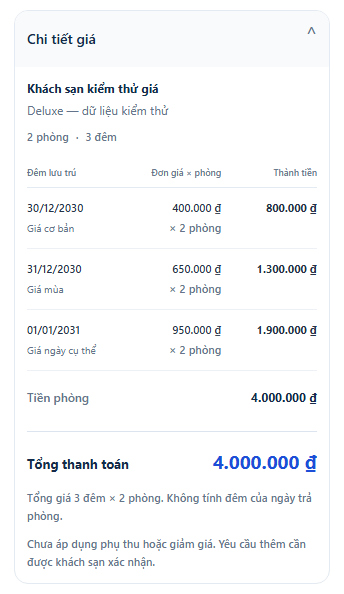 Chi tiết giá
Khách sạn kiểm thử giá
Deluxe — dữ liệu kiểm thử
2 phòng · 3 đêm
Đêm lưu trú Đơn giá × phòng Thành tiền
30/12/2030 400.000 ₫ 800.000 ₫
Giá cơ bản × 2 phòng
31/12/2030 650.000 ₫ 1.300.000 ₫
Giá mùa × 2 phòng
01/01/2031 950.000 ₫ 1.900.000 ₫
Giá ngày cụ thể × 2 phòng
Tiền phòng 4.000.000 ₫
Tổng thanh toán 4.000.000 ₫
Tổng giá 3 đêm × 2 phòng. Không tính đêm của ngày trả
phòng.
Chưa áp dụng phụ thu hoặc giảm giá. Yêu cầu thêm cần
được khách sạn xác nhận.